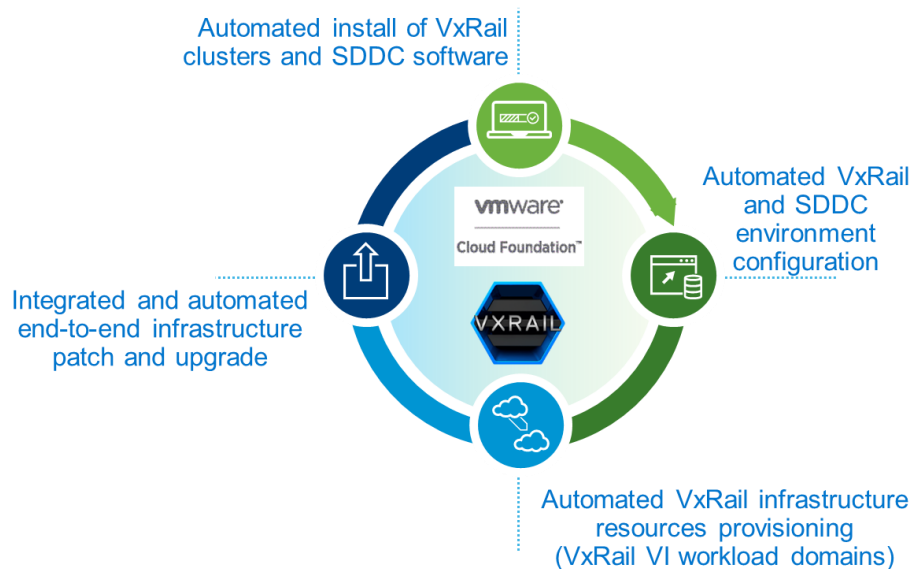 Automated install of VxRail
clusters and SDDC software
vmware®
Cloud Foundation™
Automated VxRail
and SDDC
environment
configuration
VXRAIL
Integrated and automated
end-to-end infrastructure
patch and upgrade
Automated VxRail infrastructure
resources provisioning
(VxRail VI workload domains)